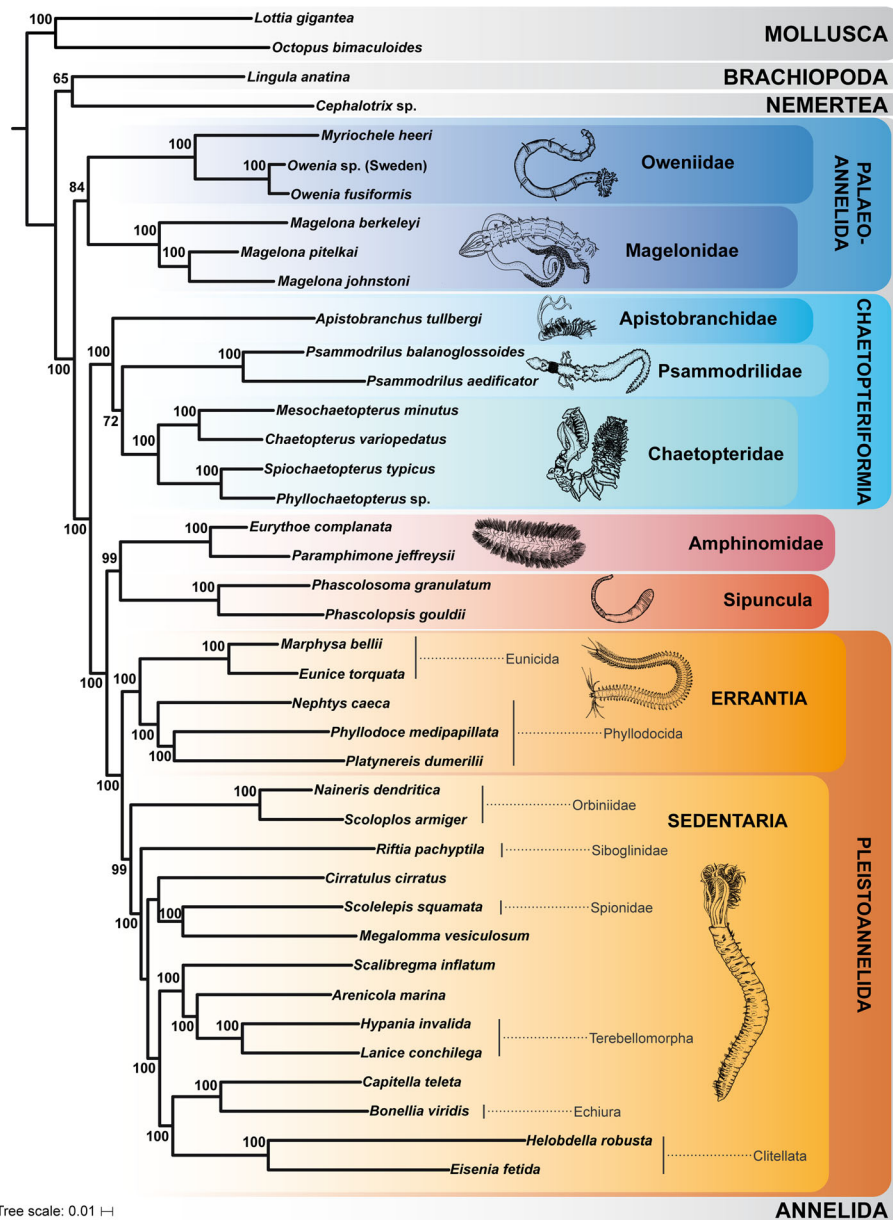 100
Lottia gigantea
Octopus bimaculoides
MOLLUSCA
65
Lingula anatina
BRACHIOPODA
Cephalotrix sp.
NEMERTEA
Myriochele heeri
100
100
Owenia sp. (Sweden)
Owenia fusiformis
Oweniidae
84
Magelona berkeleyi
100
100
Magelona pitelkai
Magelona johnstoni
Magelonidae
PALAEO-
ANNELIDA
100
Apistobranchus tullbergi
Apistobranchidae
100
100
Psammodrilus balanoglossoides
Psammodrilus aedificator
Psammodrilidae
72
Mesochaetopterus minutus
100
Chaetopterus variopedatus
100
Spiochaetopterus typicus
100
Phyllochaetopterus sp.
Chaetopteridae
CHAETOPTERIFORMIA
100
Eurythoe complanata
100
Paramphimone jeffreysii
Amphinomidae
99
Phascolosoma granulatum
100
Phascolopsis gouldii
Sipuncula
100
Marphysa bellii
100
Eunice torquata
Eunicida
100
Nephtys caeca
100
Phyllodoce medipapillata
100
Platynereis dumerilii
Phyllodocida
ERRANTIA
100
Naineris dendritica
100
Scoloplos armiger
Orbiniidae
SEDENTARIA
99
Riftia pachyptila
Siboglinidae
100
Cirratulus cirratus
Scolelepis squamata
100
Spionidae
Megalomma vesiculosum
Scalibregma inflatum
100
Arenicola marina
100
Hypania invalida
100
Lanice conchilega
Terebellomorpha
100
Capitella teleta
100
Bonellia viridis
Echiura
100
Helobdella robusta
100
Eisenia fetida
Clitellata
PLEISTOANNELIDA
Tree scale: 0.01
ANNELIDA